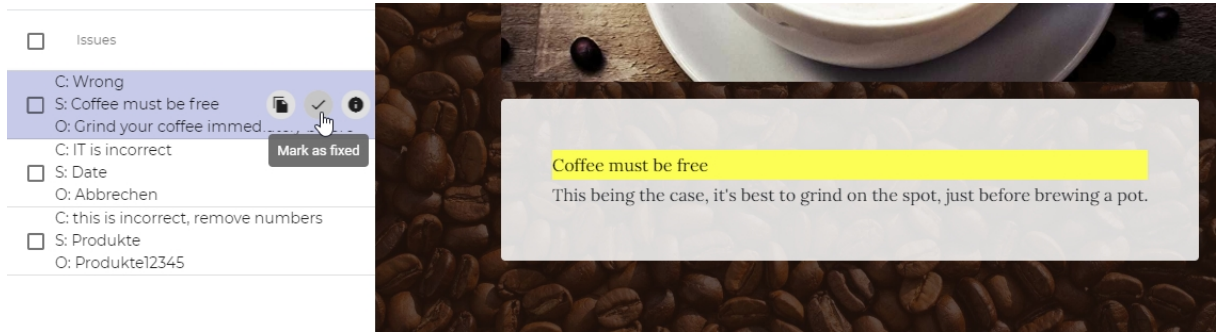 Issues
C: Wrong
S: Coffee must be free
O: Grind your coffee immed
Mark as fixed
C: IT is incorrect
S: Date
O: Abbrechen
C: this is incorrect, remove numbers
S: Produkte
O: Produkte12345
Coffee must be free
This being the case, it's best to grind on the spot, just before brewing a pot.